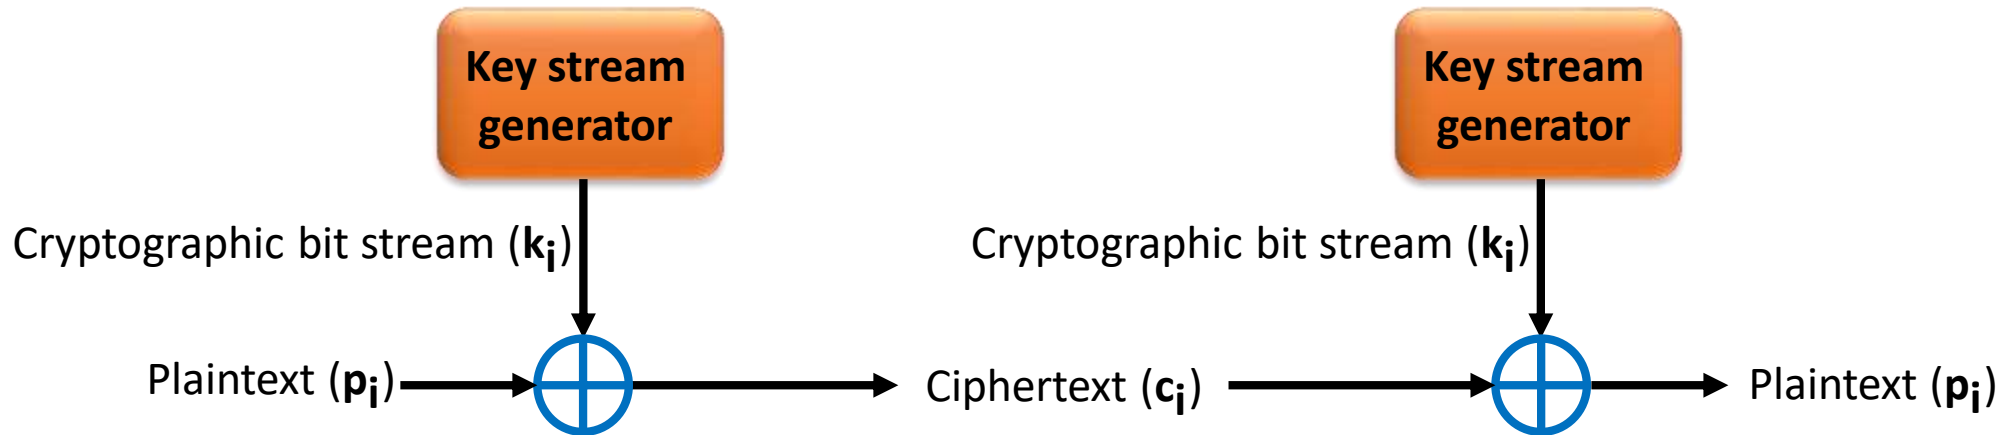 Key stream
generator
Key stream
generator
Cryptographic bit stream (ki)
Cryptographic bit stream (ki)
Plaintext (pi)
Ciphertext (ci)
Plaintext (pi)